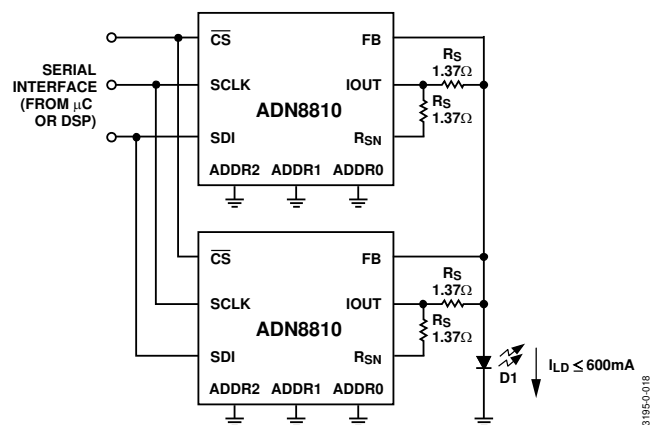 CS FB
RS
1.37Ω
SERIAL
INTERFACE
(FROM μC
OR DSP)
SCLK IOUT
ADN8810
RS
1.37Ω
SDI RSN
ADDR2 ADDR1 ADDR0
CS FB
RS
1.37Ω
SCLK IOUT
ADN8810
RS
1.37Ω
SDI RSN
D1
ILD ≤ 600mA
ADDR2 ADDR1 ADDR0
3195-0-018